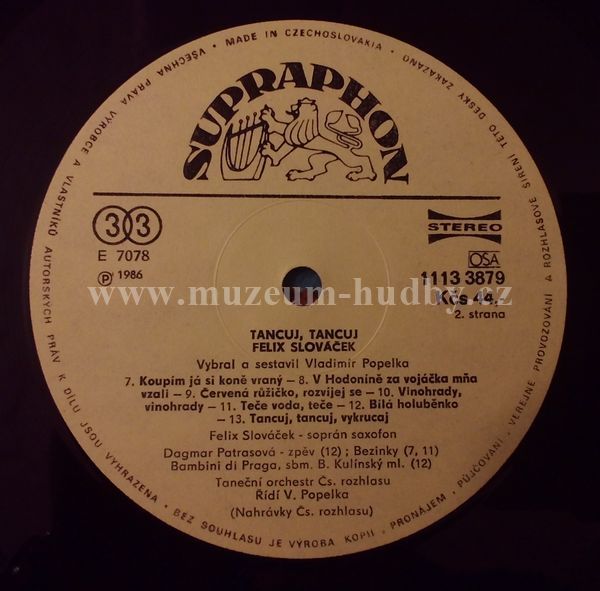 VŠECHNA PRÁVA VÝROBCE A VLASTNÍKŮ AUTORSKÝCH PRÁV K DÍLU JSOU VYHRAZENA • BEZ SOUHLASU JE VÝROBA KOPIÍ • PRONÁJEM • PŮJČOVÁNÍ • VEŘEJNÉ PROVOZOVÁNÍ A ROZHLASOVÉ ŠÍŘENÍ TÉTO DESKY ZAKÁZÁNO • MADE IN CZECHOSLOVAKIA •
SUPRAPHON
33
STEREO
E 7078
OSA
Ⓟ 1986
1113 3879
www.muzeum-hudby.cz
Kčs 44,-
2. strana
TANCUJ, TANCUJ
FELIX SLOVÁČEK
Vybral a sestavil Vladimír Popelka
7. Koupím já si koně vraný – 8. V Hodoníně za vojáčka mňa
vzali – 9. Červená růžičko, rozvíjej se – 10. Vinohrady,
vinohrady – 11. Teče voda, teče – 12. Bílá holuběnko
– 13. Tancuj, tancuj, vykrucaj
Felix Slováček - soprán saxofon
Dagmar Patrasová - zpěv (12) ; Bezinky (7, 11)
Bambini di Praga, sbm. B. Kulínský ml. (12)
Taneční orchestr Čs. rozhlasu
Řídí V. Popelka
(Nahrávky Čs. rozhlasu)